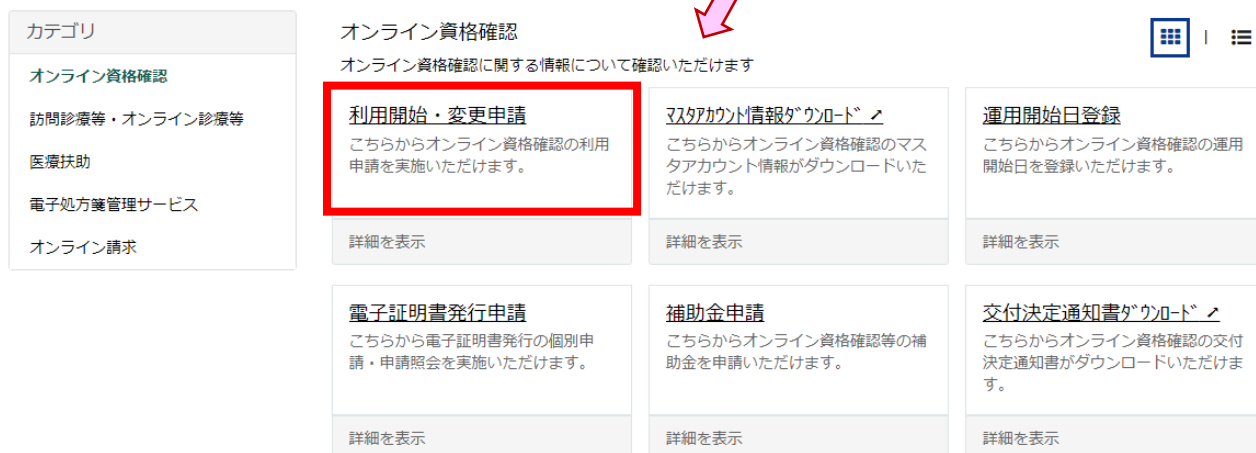 カテゴリ
オンライン資格確認
訪問診療等・オンライン診療等
医療扶助
電子処方箋管理サービス
オンライン請求
オンライン資格確認
オンライン資格確認に関する情報について確認いただけます
利用開始・変更申請
こちらからオンライン資格確認の利用
申請を実施いただけます。
詳細を表示
ﾏｽﾀｱｶｳﾝﾄ情報ﾀﾞｳﾝﾛｰﾄﾞ
こちらからオンライン資格確認のマス
タアカウント情報がダウンロードいた
だけます。
詳細を表示
運用開始日登録
こちらからオンライン資格確認の運用
開始日を登録いただけます。
詳細を表示
電子証明書発行申請
こちらから電子証明書発行の個別申
請・申請照会を実施いただけます。
詳細を表示
補助金申請
こちらからオンライン資格確認等の補
助金を申請いただけます。
詳細を表示
交付決定通知書ﾀﾞｳﾝﾛｰﾄﾞ
こちらからオンライン資格確認の交付
決定通知書がダウンロードいただけま
す。
詳細を表示